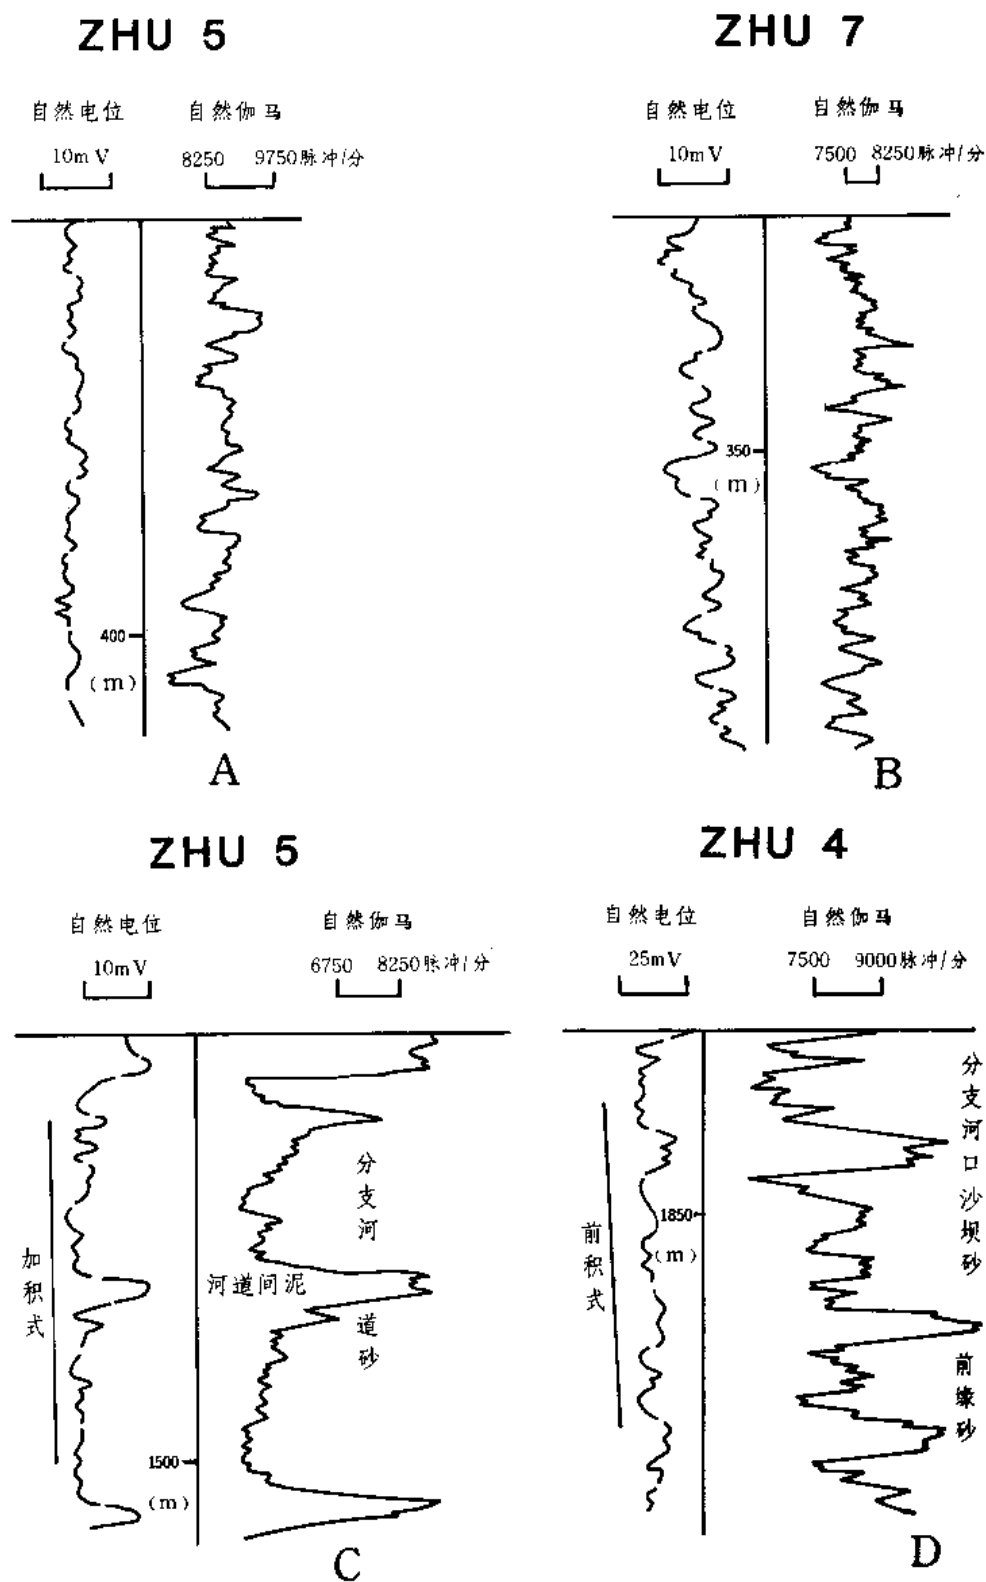 ZHU 5
自然电位 自然伽马
10mV 8250 9750脉冲/分
400
(m)
A
ZHU 7
自然电位 自然伽马
10mV 7500 8250脉冲/分
350
(m)
B
ZHU 5
自然电位 自然伽马
10mV 6750 8250脉冲/分
加积式
分支河
河道间泥
道砂
1500
(m)
C
ZHU 4
自然电位 自然伽马
25mV 7500 9000脉冲/分
前积式
1850
(m)
分支河口沙坝砂
前缘砂
D